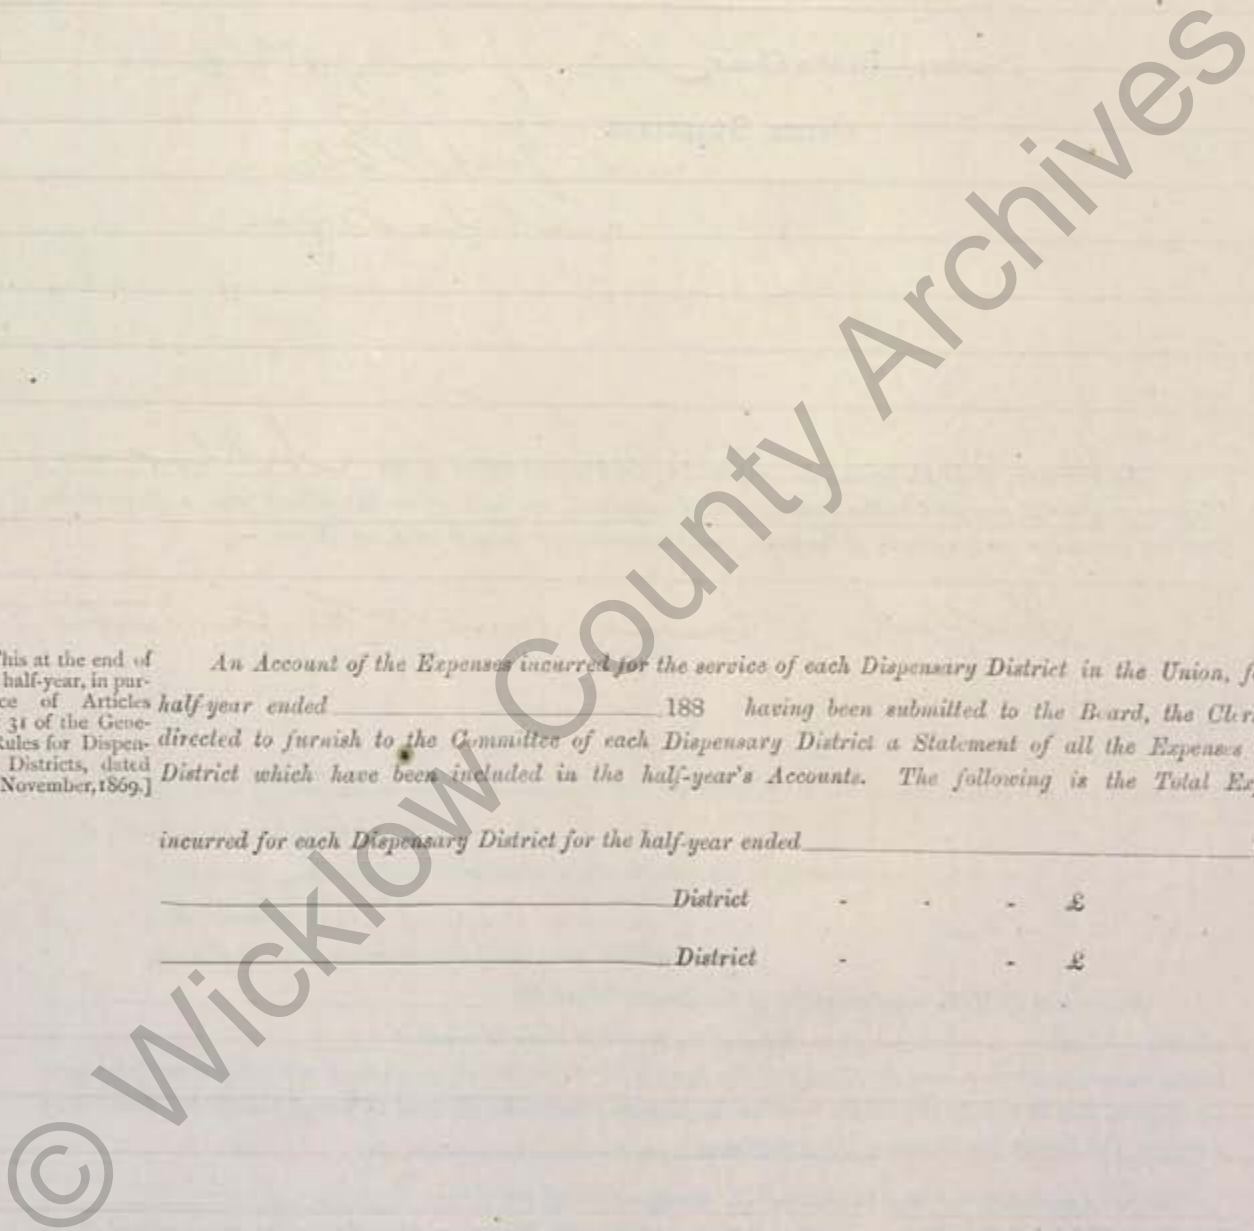 his at the end of
half-year, in pur-
ce of Articles
31 of the Gene-
ules for Dispen-
Districts, dated
November, 1869.]
An Account of the Expenses incurred for the service of each Dispensary District in the Union, f
half-year ended 188 having been submitted to the Board, the Cler
directed to furnish to the Committee of each Dispensary District a Statement of all the Expenses
District which have been included in the half-year's Accounts. The following is the Total Ex
incurred for each Dispensary District for the half-year ended
District - - - £
District - - £
© Wicklow County Archives